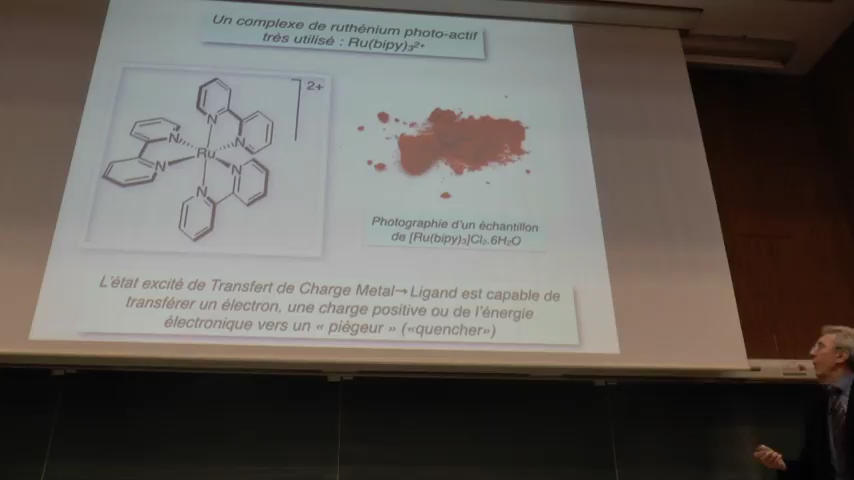 Un complexe de ruthénium photo-actif
très utilisé : Ru(bipy)₃²⁺
2+
N
N
N
N
Ru
N
N
Photographie d'un échantillon
de [Ru(bipy)₃]Cl₂.6H₂O
L'état excité de Transfert de Charge Metal→Ligand est capable de
transférer un électron, une charge positive ou de l'énergie
électronique vers un « piègeur » («quencher»)